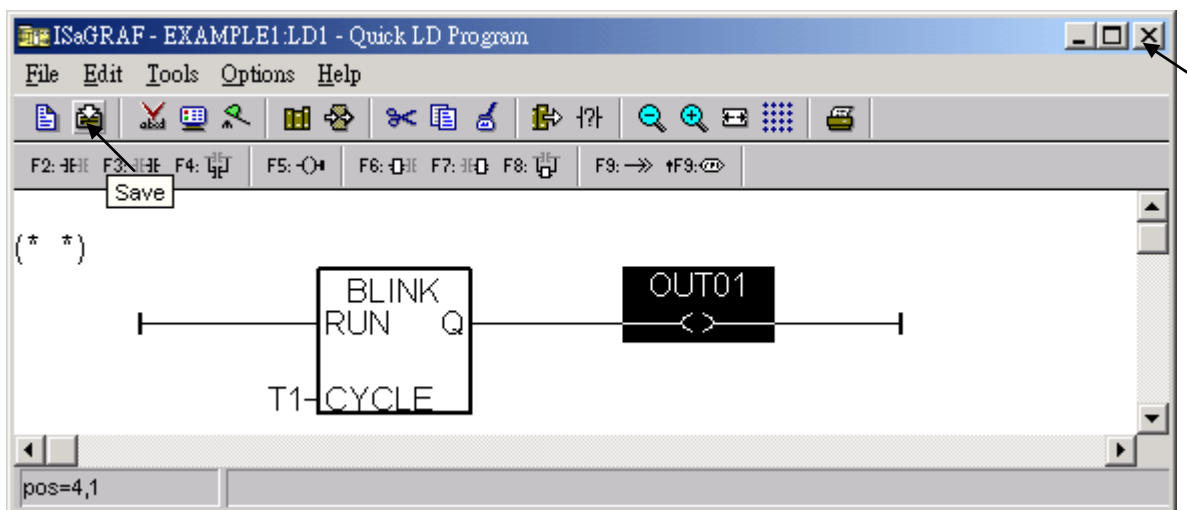 ISaGRAF - EXAMPLE1:LD1 - Quick LD Program
File Edit Tools Options Help
F2: F3: F4: F5: F6: F7: F8: F9: F9:
Save
(* *)
BLINK
RUN Q
T1 CYCLE
OUT01
pos=4,1